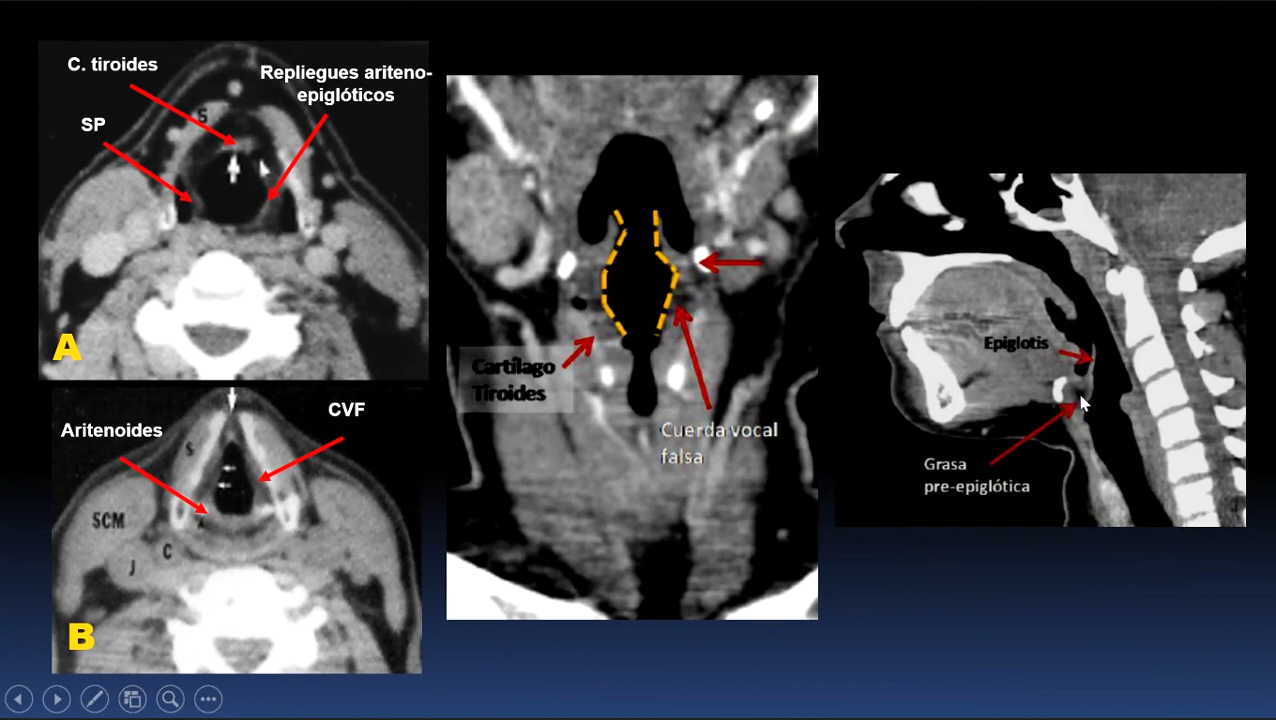 C. tiroides
Repliegues ariteno-
epiglóticos
SP
S
A
CVF
Aritenoides
S
SCM
A
C
J
B
Cartílago
Tiroides
Cuerda vocal
falsa
Epiglotis
Grasa
pre-epiglótica